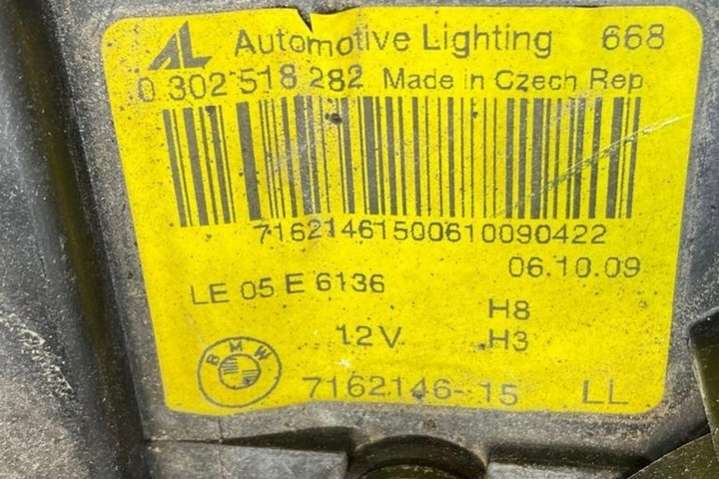 AL Automotive Lighting 668
0 302 518 282 Made in Czech Rep
71621461500610090422
06.10.09
LE 05 E 6136
H8
12V H3
BMW
7162146-15 LL